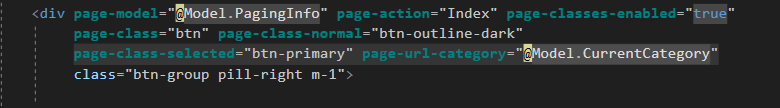 <div page-model="@Model.PagingInfo" page-action="Index" page-classes-enabled="true"
page-class="btn" page-class-normal="btn-outline-dark"
page-class-selected="btn-primary" page-url-category="@Model.CurrentCategory"
class="btn-group pill-right m-1">